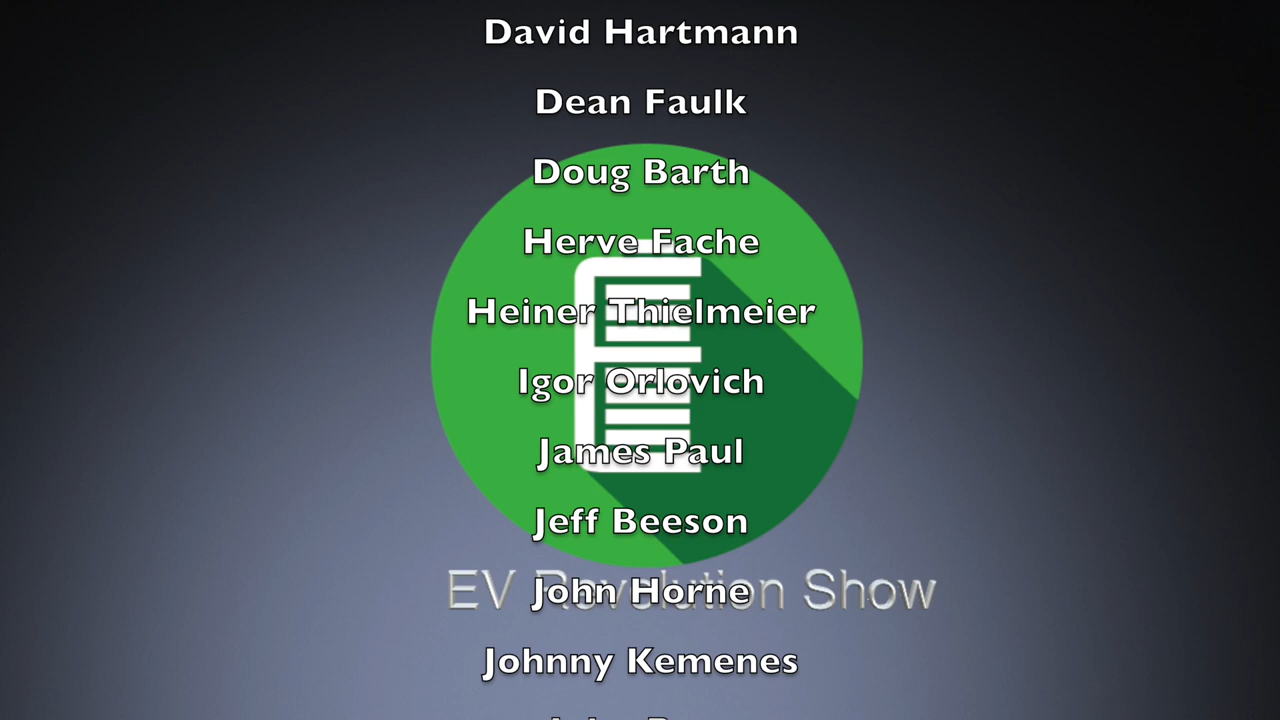 David Hartmann
Dean Faulk
Doug Barth
Herve Fache
Heiner Thielmeier
Igor Orlovich
James Paul
Jeff Beeson
EV Revolution Show
John Horne
Johnny Kemenes